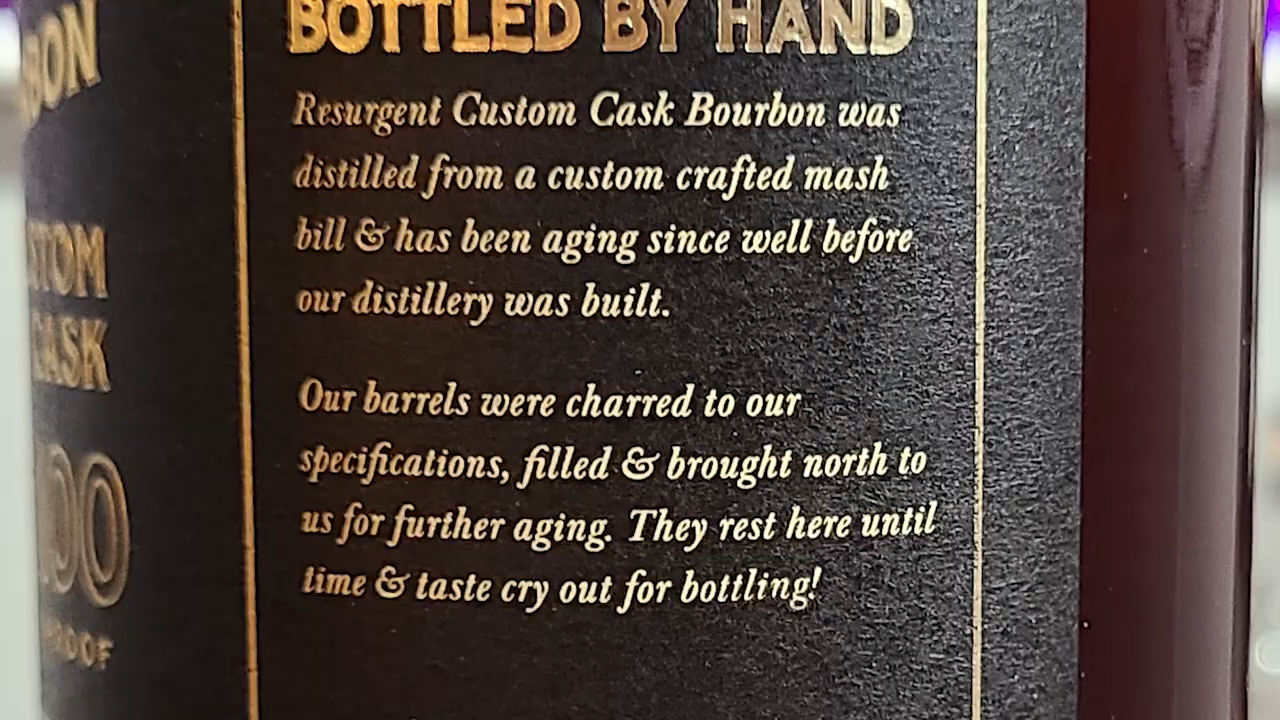 BOTTLED BY HAND
Resurgent Custom Cask Bourbon was
distilled from a custom crafted mash
bill & has been aging since well before
our distillery was built.
Our barrels were charred to our
specifications, filled & brought north to
us for further aging. They rest here until
time & taste cry out for bottling!